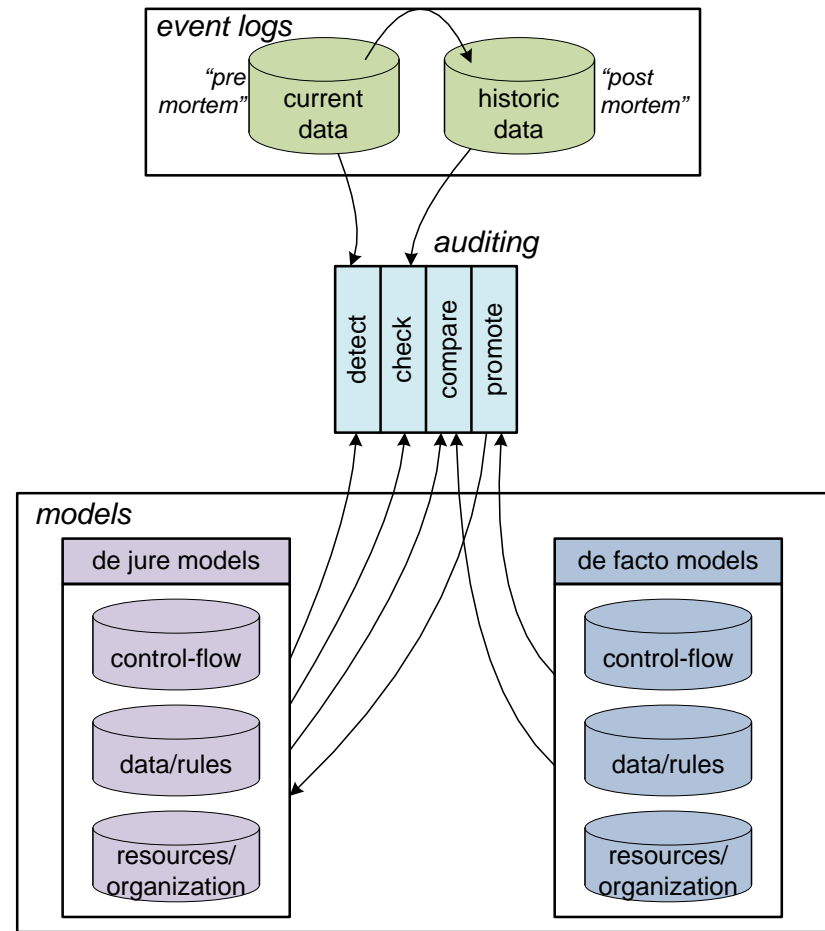 event logs
“pre
mortem”
current
data
historic
data
“post
mortem”
auditing
detect
check
compare
promote
models
de jure models
control-flow
data/rules
resources/
organization
de facto models
control-flow
data/rules
resources/
organization